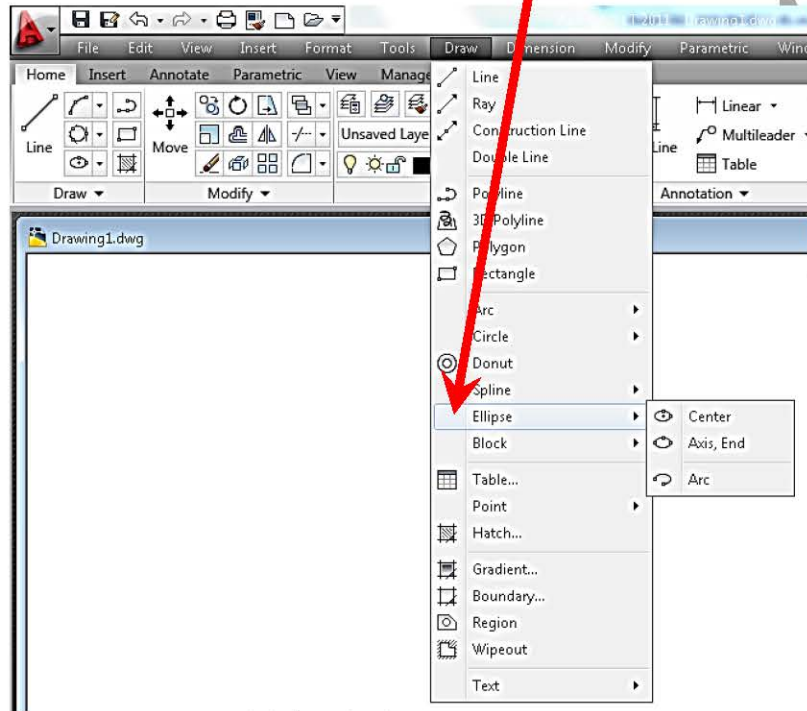 File Edit View Insert Format Tools Draw Dimension Modify Parametric
Home Insert Annotate Parametric View Manage
Line
Move
Unsaved Laye
Line
Linear
Multileader
Table
Draw
Modify
Annotation
Drawing1.dwg
Line
Ray
Construction Line
Double Line
Polyline
3D Polyline
Polygon
Rectangle
Arc
Circle
Donut
Spline
Ellipse
Block
Table...
Point
Hatch...
Gradient...
Boundary...
Region
Wipeout
Text
Center
Axis, End
Arc